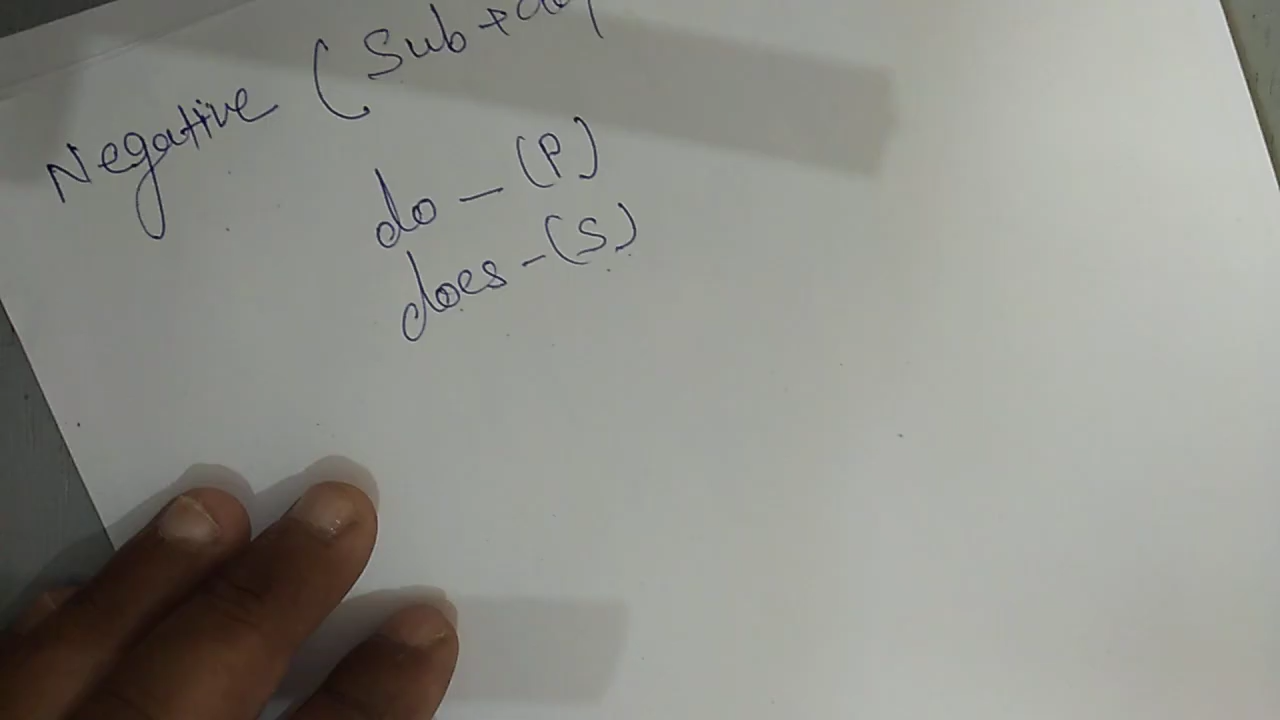 Negative (Sub +
do - (P)
does - (S)